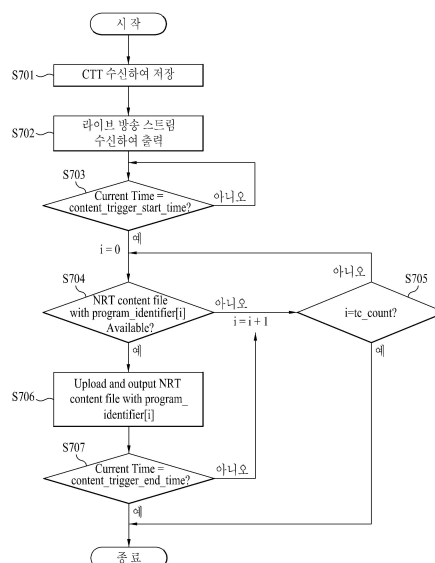 시 작
S701
CTT 수신하여 저장
S702
라이브 방송 스트림
수신하여 출력
S703
Current Time =
content_trigger_start_time?
아니오
예
i = 0
S704
NRT content file
with program_identifier[i]
Available?
아니오
i = i + 1
예
S705
아니오
i=tc_count?
예
S706
Upload and output NRT
content file with program_
identifier[i]
S707
Current Time =
content_trigger_end_time?
아니오
예
종 료